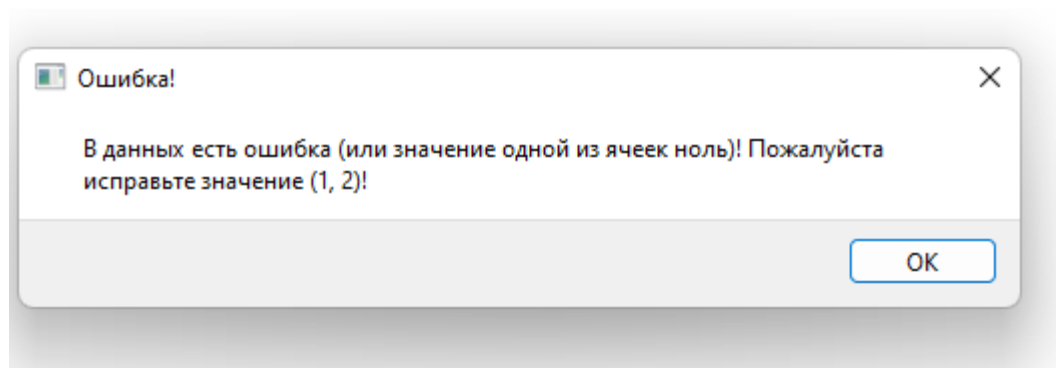 Ошибка!
В данных есть ошибка (или значение одной из ячеек ноль)! Пожалуйста
исправьте значение (1, 2)!
OK